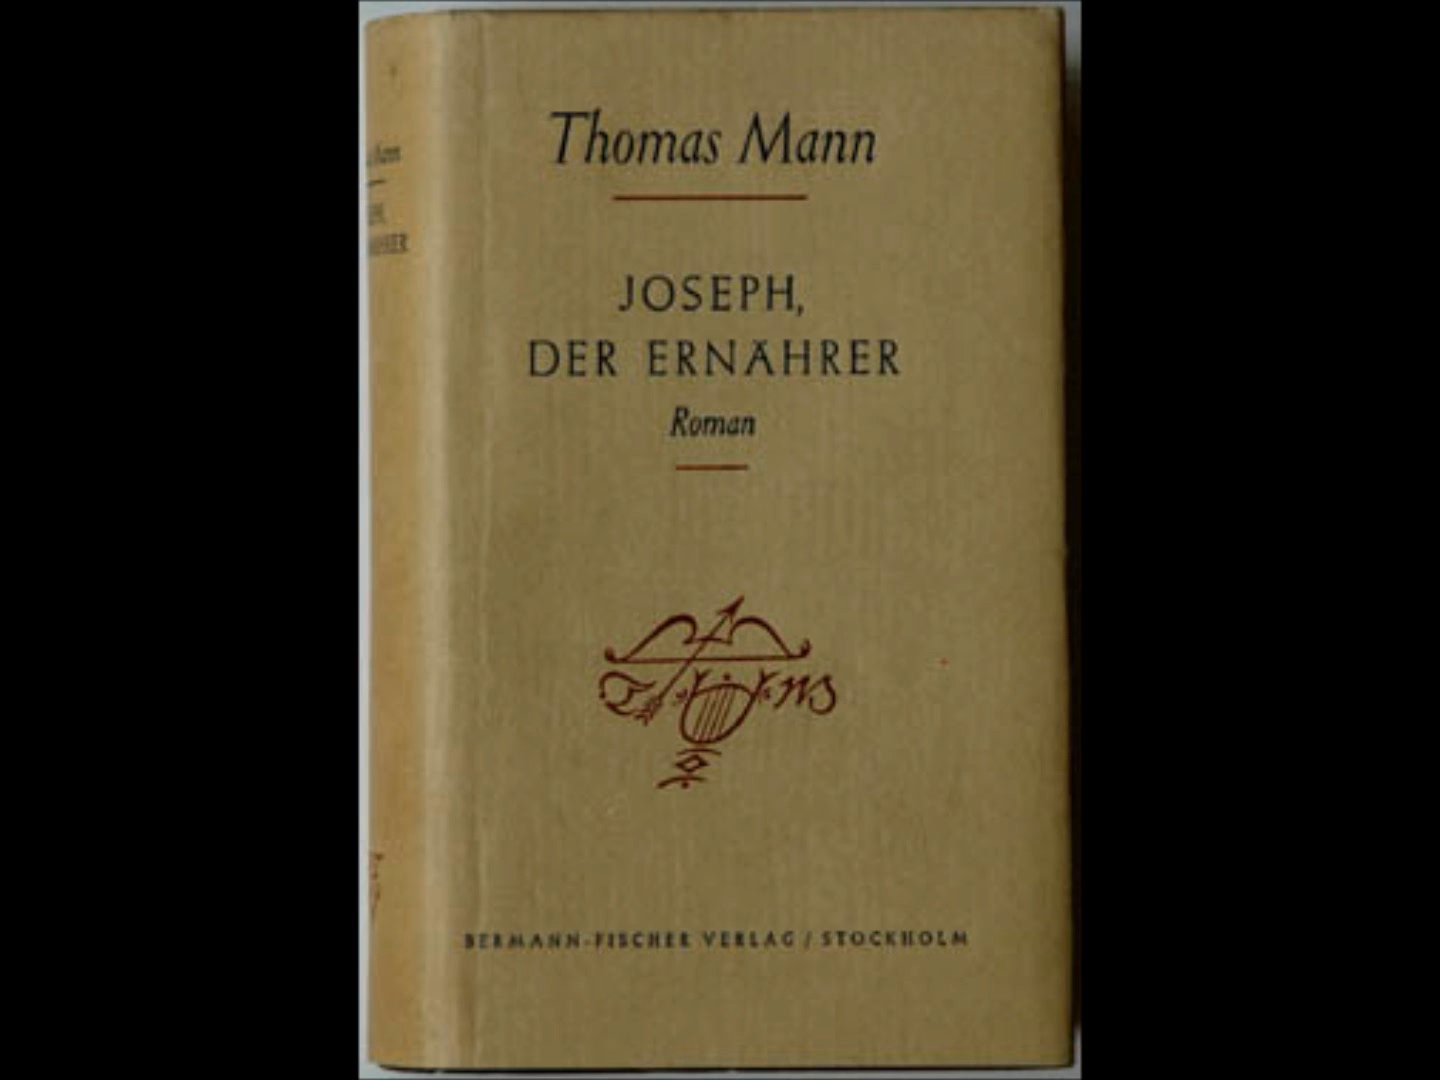 Thomas Mann
JOSEPH,
DER ERNÄHRER
Roman
BERMANN-FISCHER VERLAG / STOCKHOLM